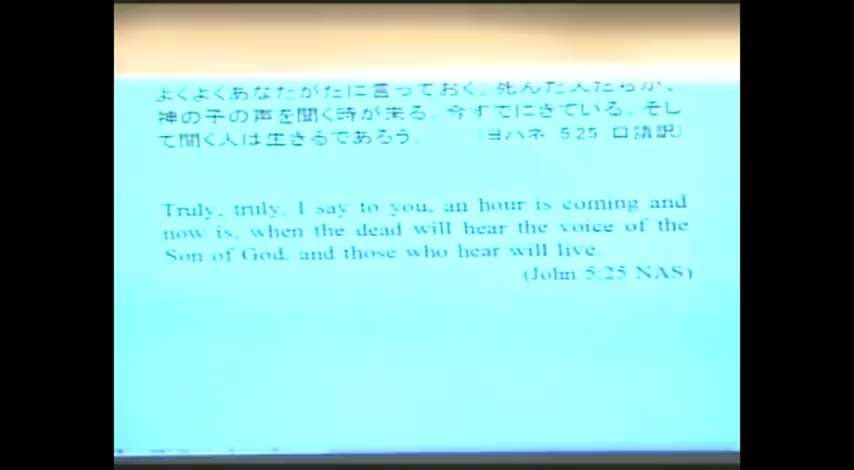 よくよくあなたがたに言っておく。死んだ人たちが、
神の子の声を聞く時が来る。今すでにきている。そし
て聞く人は生きるであろう。 (ヨハネ 5:25 口語訳)
Truly, truly, I say to you, an hour is coming and
now is, when the dead will hear the voice of the
Son of God, and those who hear will live.
(John 5:25 NAS)